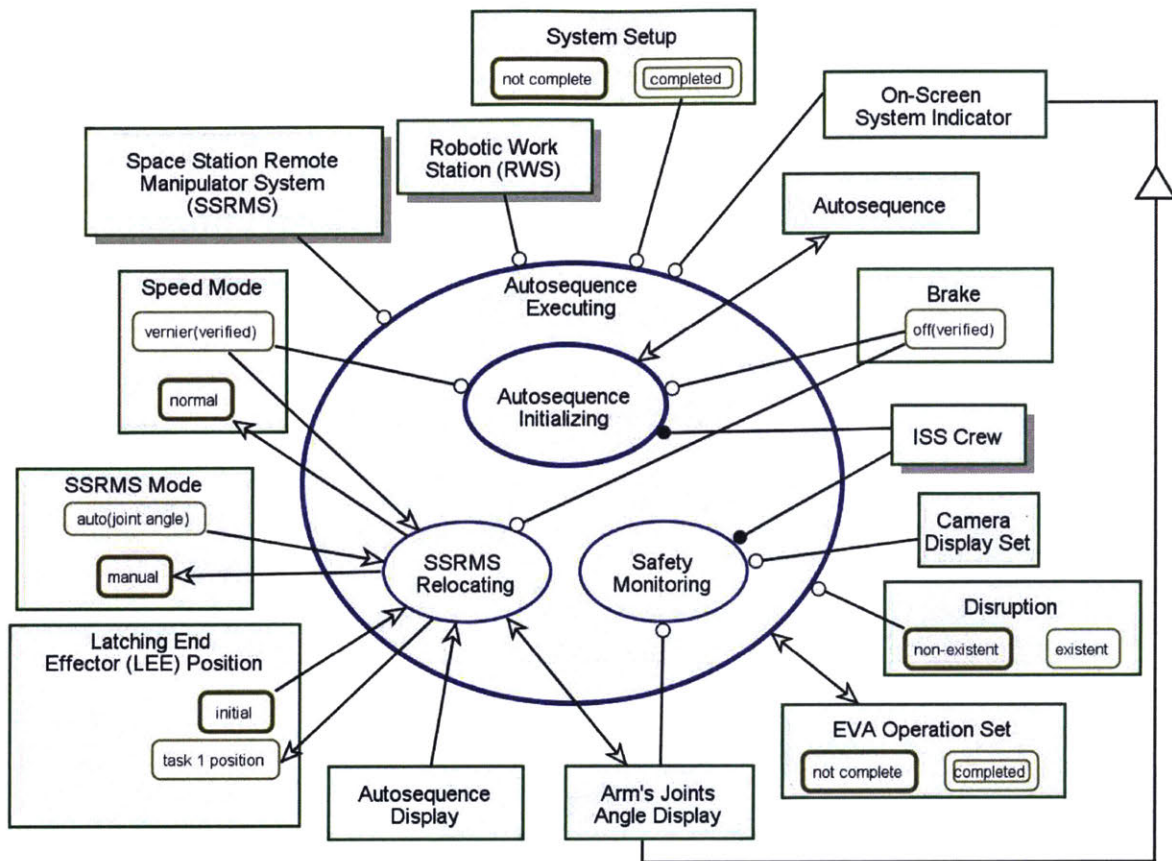 System Setup
not complete
completed
On-Screen
System Indicator
Space Station Remote
Manipulator System
(SSRMS)
Robotic Work
Station (RWS)
Autosequence
Speed Mode
vernier(verified)
normal
Autosequence
Executing
Brake
off(verified)
Autosequence
Initializing
ISS Crew
SSRMS Mode
auto(joint angle)
manual
SSRMS
Relocating
Safety
Monitoring
Camera
Display Set
Disruption
non-existent
existent
Latching End
Effector (LEE) Position
initial
task 1 position
EVA Operation Set
not complete
completed
Autosequence
Display
Arm's Joints
Angle Display